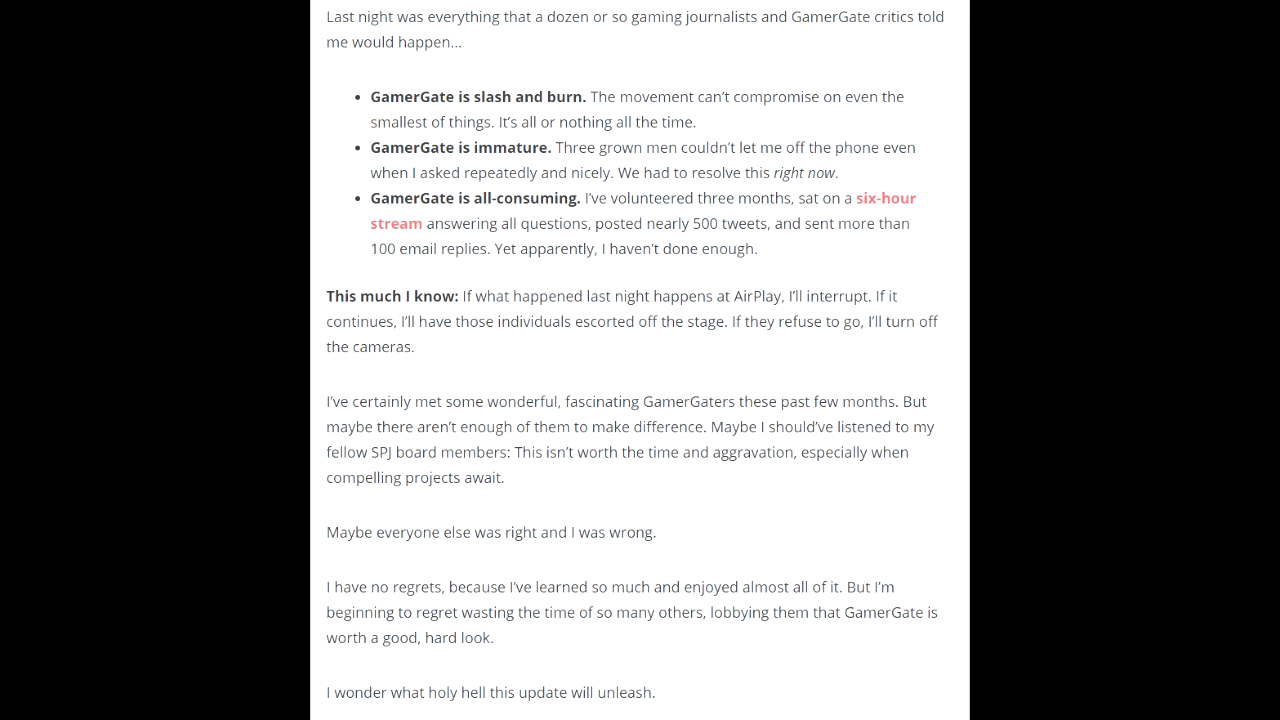 Last night was everything that a dozen or so gaming journalists and GamerGate critics told
me would happen...
• GamerGate is slash and burn. The movement can't compromise on even the
smallest of things. It's all or nothing all the time.
• GamerGate is immature. Three grown men couldn't let me off the phone even
when I asked repeatedly and nicely. We had to resolve this right now.
• GamerGate is all-consuming. I've volunteered three months, sat on a six-hour
stream answering all questions, posted nearly 500 tweets, and sent more than
100 email replies. Yet apparently, I haven't done enough.
This much I know: If what happened last night happens at AirPlay, I'll interrupt. If it
continues, I'll have those individuals escorted off the stage. If they refuse to go, I'll turn off
the cameras.
I've certainly met some wonderful, fascinating GamerGaters these past few months. But
maybe there aren't enough of them to make difference. Maybe I should've listened to my
fellow SPJ board members: This isn't worth the time and aggravation, especially when
compelling projects await.
Maybe everyone else was right and I was wrong.
I have no regrets, because I've learned so much and enjoyed almost all of it. But I'm
beginning to regret wasting the time of so many others, lobbying them that GamerGate is
worth a good, hard look.
I wonder what holy hell this update will unleash.